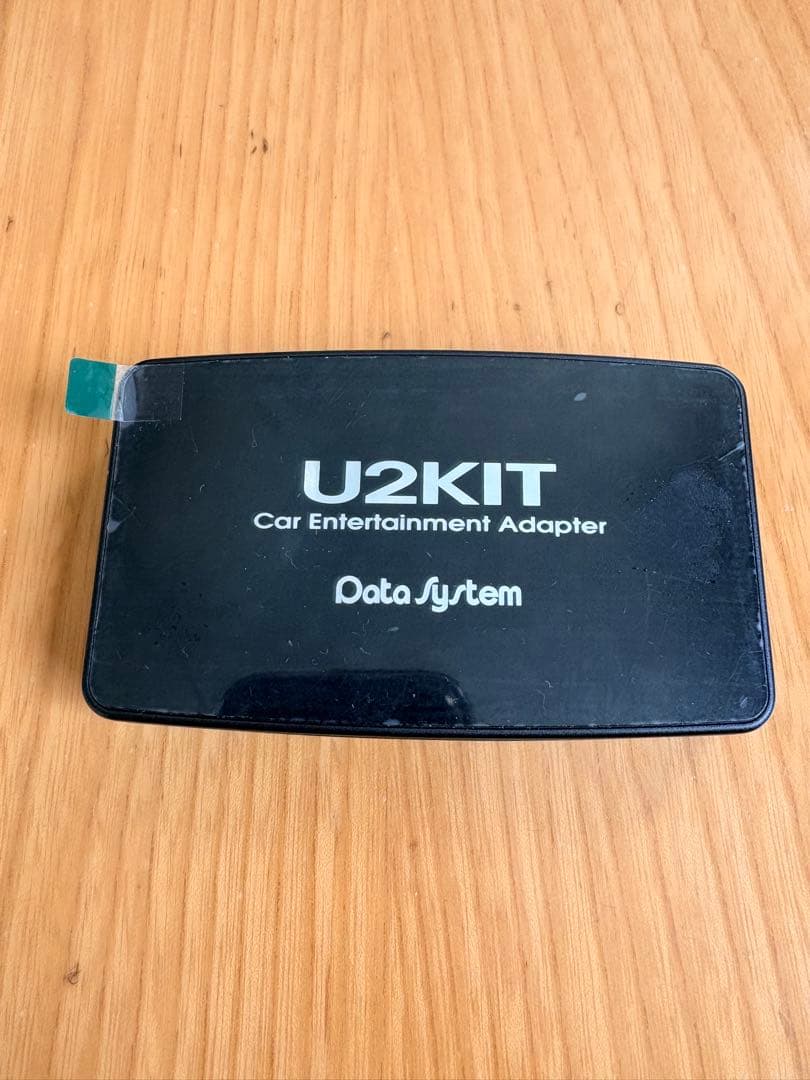 U2KIT
Car Entertainment Adapter
Data System